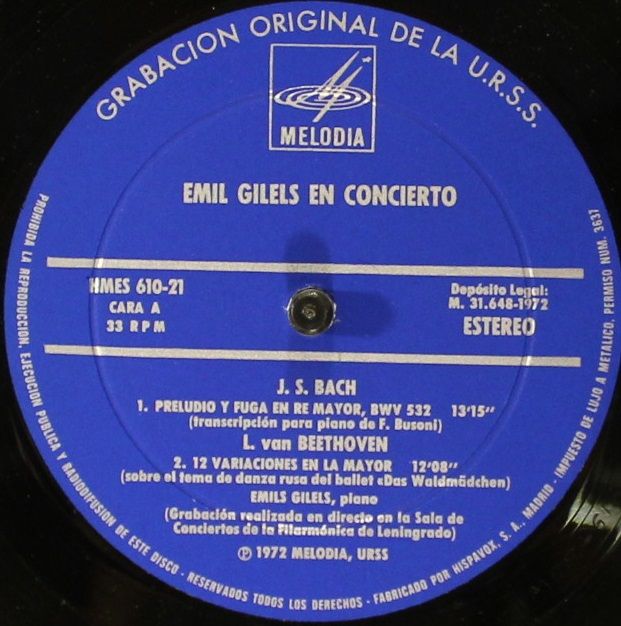 GRABACION ORIGINAL DE LA U.R.S.S.
MELODIA
EMIL GILELS EN CONCIERTO
HMES 610-21
CARA A
33 RPM
Depósito Legal:
M. 31.648-1972
ESTEREO
J. S. BACH
1. PRELUDIO Y FUGA EN RE MAYOR, BWV 532 13'15"
(transcripción para piano de F. Busoni)
L. van BEETHOVEN
2. 12 VARIACIONES EN LA MAYOR 12'08"
(sobre el tema de danza rusa del ballet «Das Waldmädchen)
EMILS GILELS, piano
(Grabación realizada en directo en la Sala de
Conciertos de la Filarmónica de Leningrado)
℗ 1972 MELODIA, URSS
PROHIBIDA LA REPRODUCCION, EJECUCION PUBLICA Y RADIODIFUSION DE ESTE DISCO - RESERVADOS TODOS LOS DERECHOS - FABRICADO POR HISPAVOX, S. A., MADRID - IMPUESTO DE LUJO A METALICO, PERMISO NUM. 3637